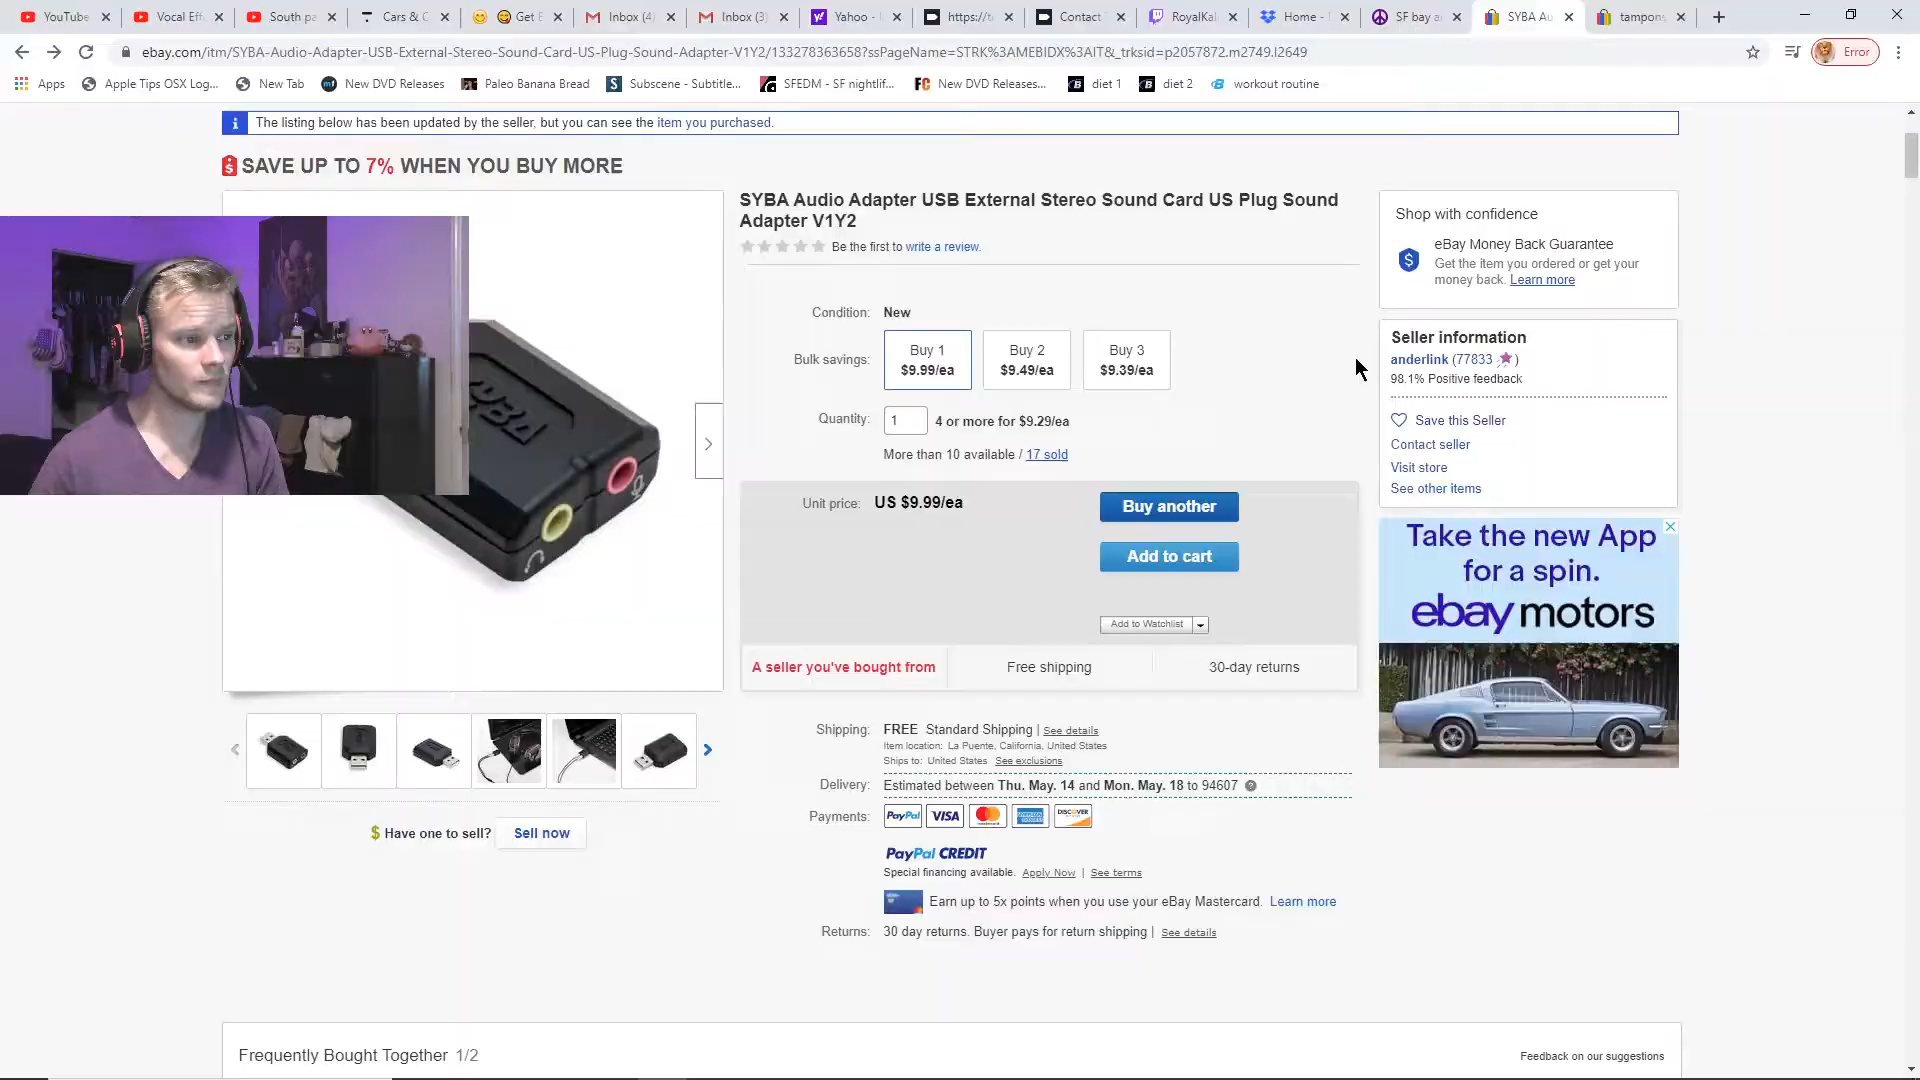 YouTube
Vocal Eff
South pa
Cars & C
Get E
Inbox (4)
Inbox (3)
Yahoo -
https://t
Contact
RoyalKal
Home -
SF bay a
SYBA Au
tampons
ebay.com/itm/SYBA-Audio-Adapter-USB-External-Stereo-Sound-Card-US-Plug-Sound-Adapter-V1Y2/133278363658?ssPageName=STRK%3AMEBIDX%3AIT&_trksid=p2057872.m2749.l2649
Error
Apps
Apple Tips OSX Log...
New Tab
New DVD Releases
Paleo Banana Bread
Subscene - Subtitle...
SFEDM - SF nightlif...
New DVD Releases...
diet 1
diet 2
workout routine
The listing below has been updated by the seller, but you can see the item you purchased.
SAVE UP TO 7% WHEN YOU BUY MORE
SYBA Audio Adapter USB External Stereo Sound Card US Plug Sound
Adapter V1Y2
Be the first to write a review.
Condition: New
Bulk savings:
Buy 1
$9.99/ea
Buy 2
$9.49/ea
Buy 3
$9.39/ea
Quantity: 1 4 or more for $9.29/ea
More than 10 available / 17 sold
Unit price: US $9.99/ea
Buy another
Add to cart
Add to Watchlist
A seller you've bought from
Free shipping
30-day returns
Shipping: FREE Standard Shipping | See details
Item location: La Puente, California, United States
Ships to: United States See exclusions
Delivery: Estimated between Thu. May. 14 and Mon. May. 18 to 94607
Payments: PayPal VISA MasterCard AMERICAN EXPRESS DISCOVER
PayPal CREDIT
Special financing available. Apply Now | See terms
Earn up to 5x points when you use your eBay Mastercard. Learn more
Returns: 30 day returns. Buyer pays for return shipping | See details
Shop with confidence
eBay Money Back Guarantee
Get the item you ordered or get your
money back. Learn more
Seller information
anderlink (77833 )
98.1% Positive feedback
Save this Seller
Contact seller
Visit store
See other items
Take the new App
for a spin.
ebay motors
$ Have one to sell? Sell now
Frequently Bought Together 1/2
Feedback on our suggestions